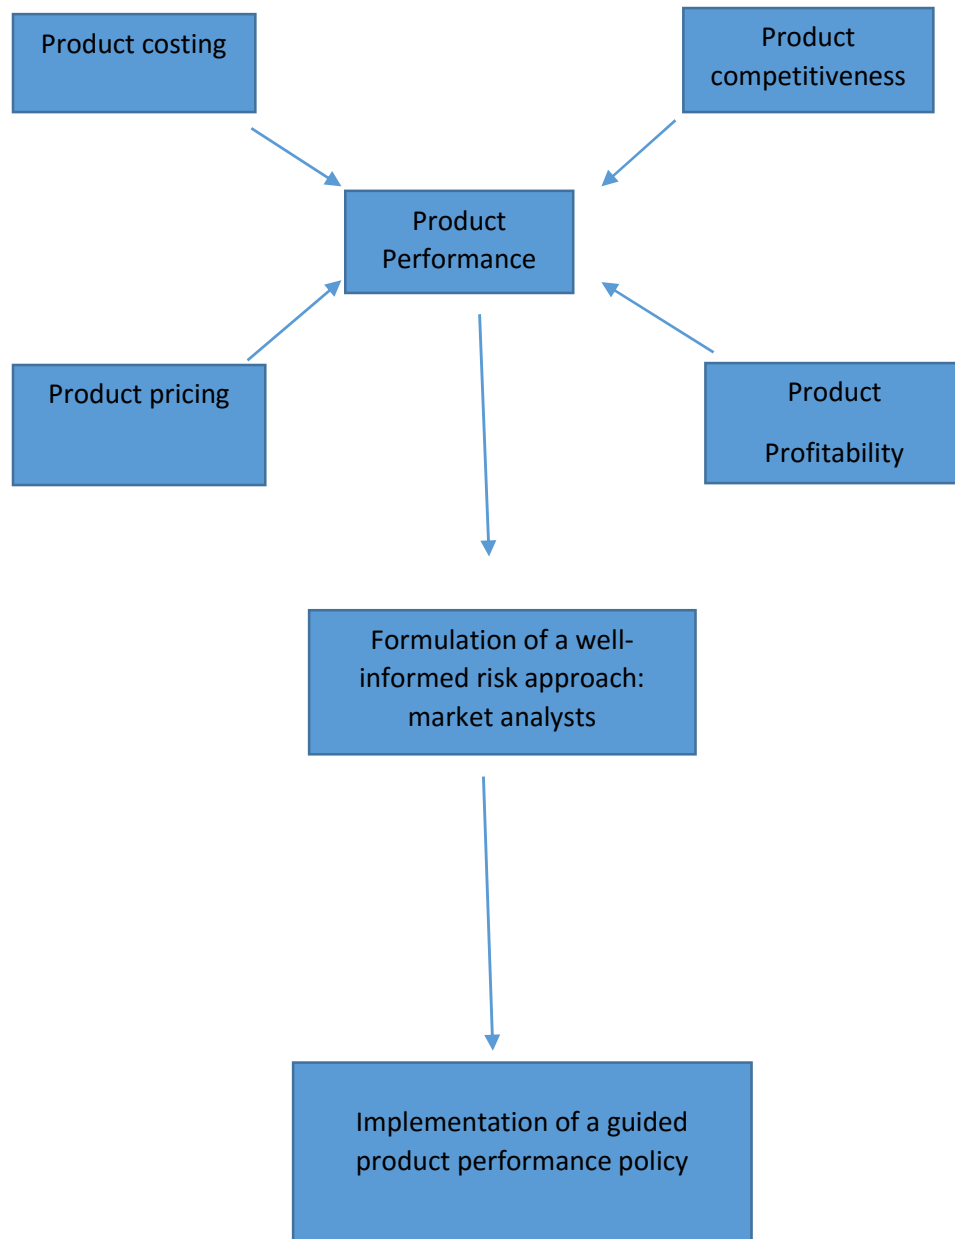 Product costing
Product
competitiveness
Product
Performance
Product pricing
Product
Profitability
Formulation of a well-
informed risk approach:
market analysts
Implementation of a guided
product performance policy